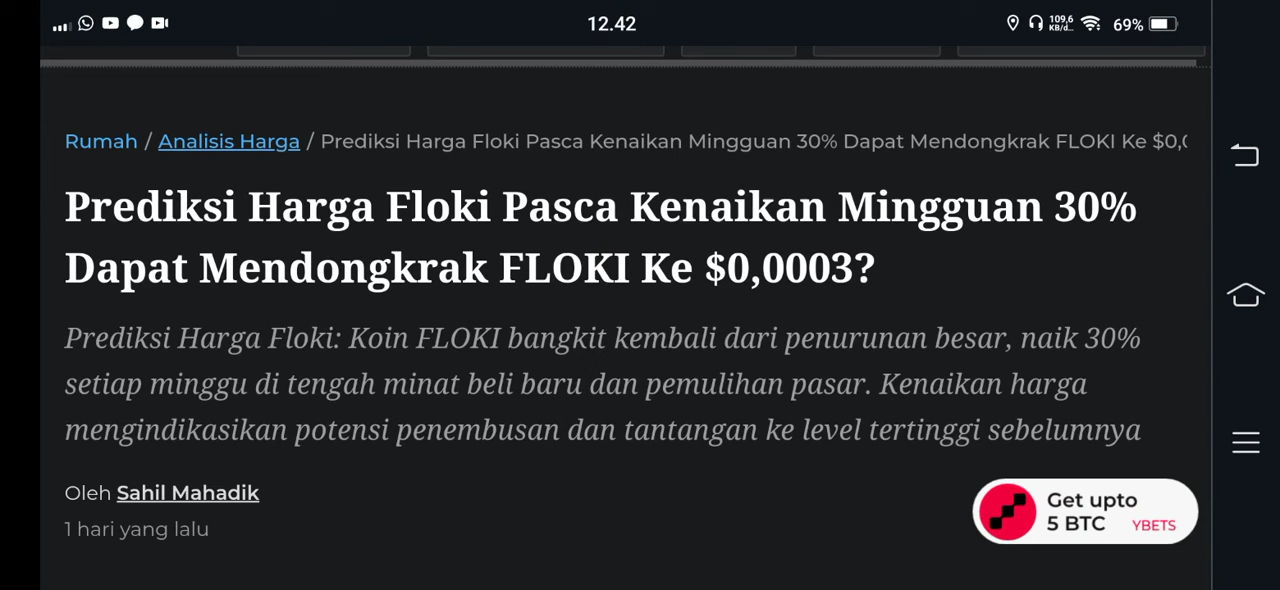 12.42
109,6
KB/d...
69%
Rumah / Analisis Harga / Prediksi Harga Floki Pasca Kenaikan Mingguan 30% Dapat Mendongkrak FLOKI Ke $0,0
Prediksi Harga Floki Pasca Kenaikan Mingguan 30%
Dapat Mendongkrak FLOKI Ke $0,0003?
Prediksi Harga Floki: Koin FLOKI bangkit kembali dari penurunan besar, naik 30%
setiap minggu di tengah minat beli baru dan pemulihan pasar. Kenaikan harga
mengindikasikan potensi penembusan dan tantangan ke level tertinggi sebelumnya
Oleh Sahil Mahadik
1 hari yang lalu
Get upto
5 BTC YBETS